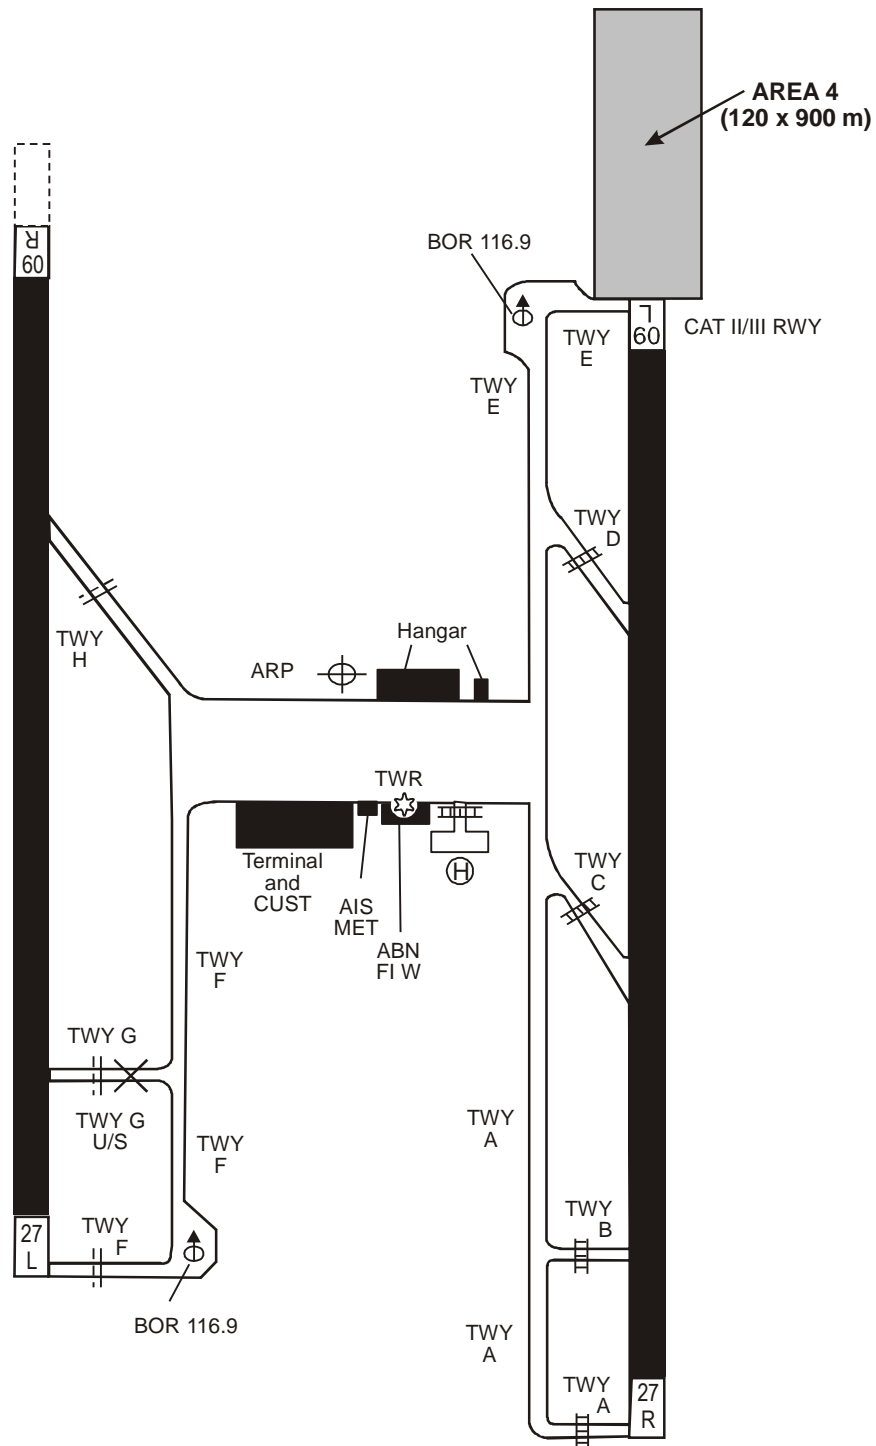 AREA 4
(120 x 900 m)
09
R
BOR 116.9
09
L
CAT II/III RWY
TWY
E
TWY
E
TWY
D
TWY
H
Hangar
ARP
TWR
Terminal
and
CUST
H
TWY
C
AIS
MET
ABN
FI W
TWY
F
TWY G
TWY G
U/S
TWY
F
TWY
A
TWY
B
27
L
TWY
F
BOR 116.9
TWY
A
TWY
A
27
R